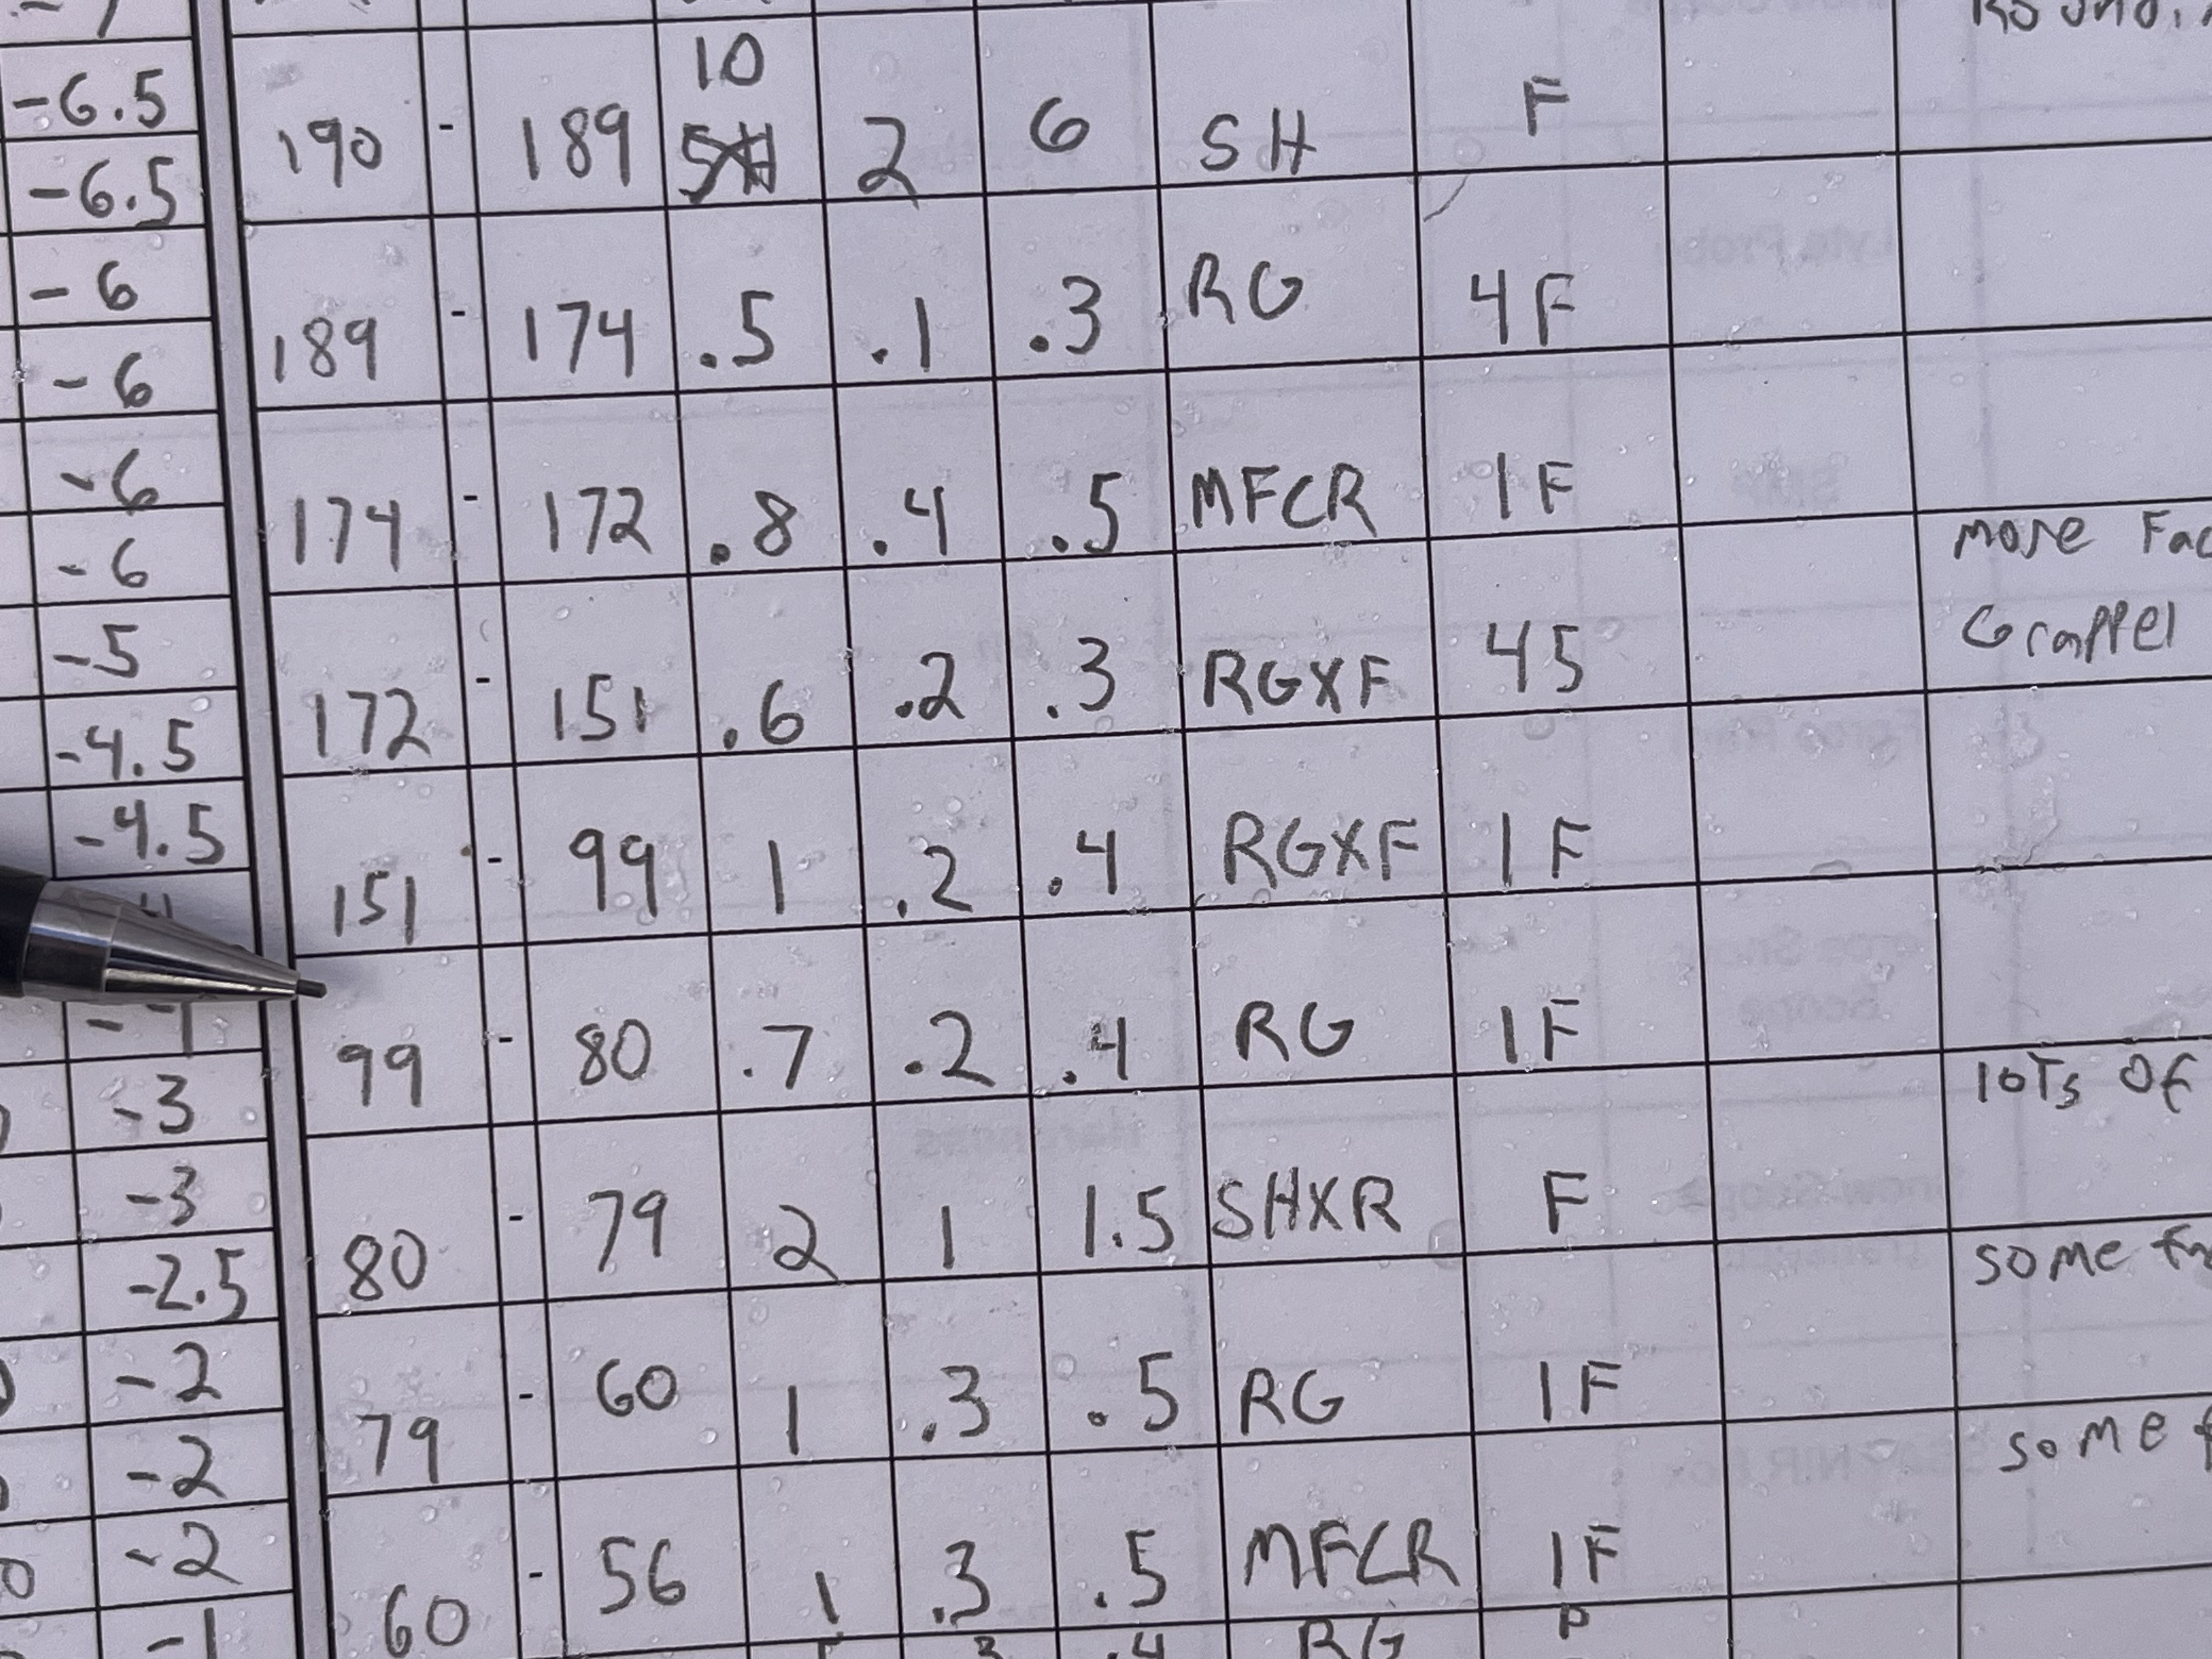 -6.5
-6.5
-6
-6
-6
-6
-5
-4.5
-4.5
-3
-3
-2.5
-2
-2
-2
-1
190 - 189 10 2 6 SH F
189 - 174 .5 .1 .3 RG 4F
174 - 172 .8 .4 .5 MFCR 1F
172 - 151 .6 .2 .3 RGXF 45 more
Grappel
151 - 99 1 .2 .4 RGXF 1F
99 - 80 .7 .2 .4 RG 1F
80 - 79 2 1 1.5 SHXR F lots of
79 - 60 1 .3 .5 RG 1F some
60 - 56 1 .3 .5 MFCR 1F some